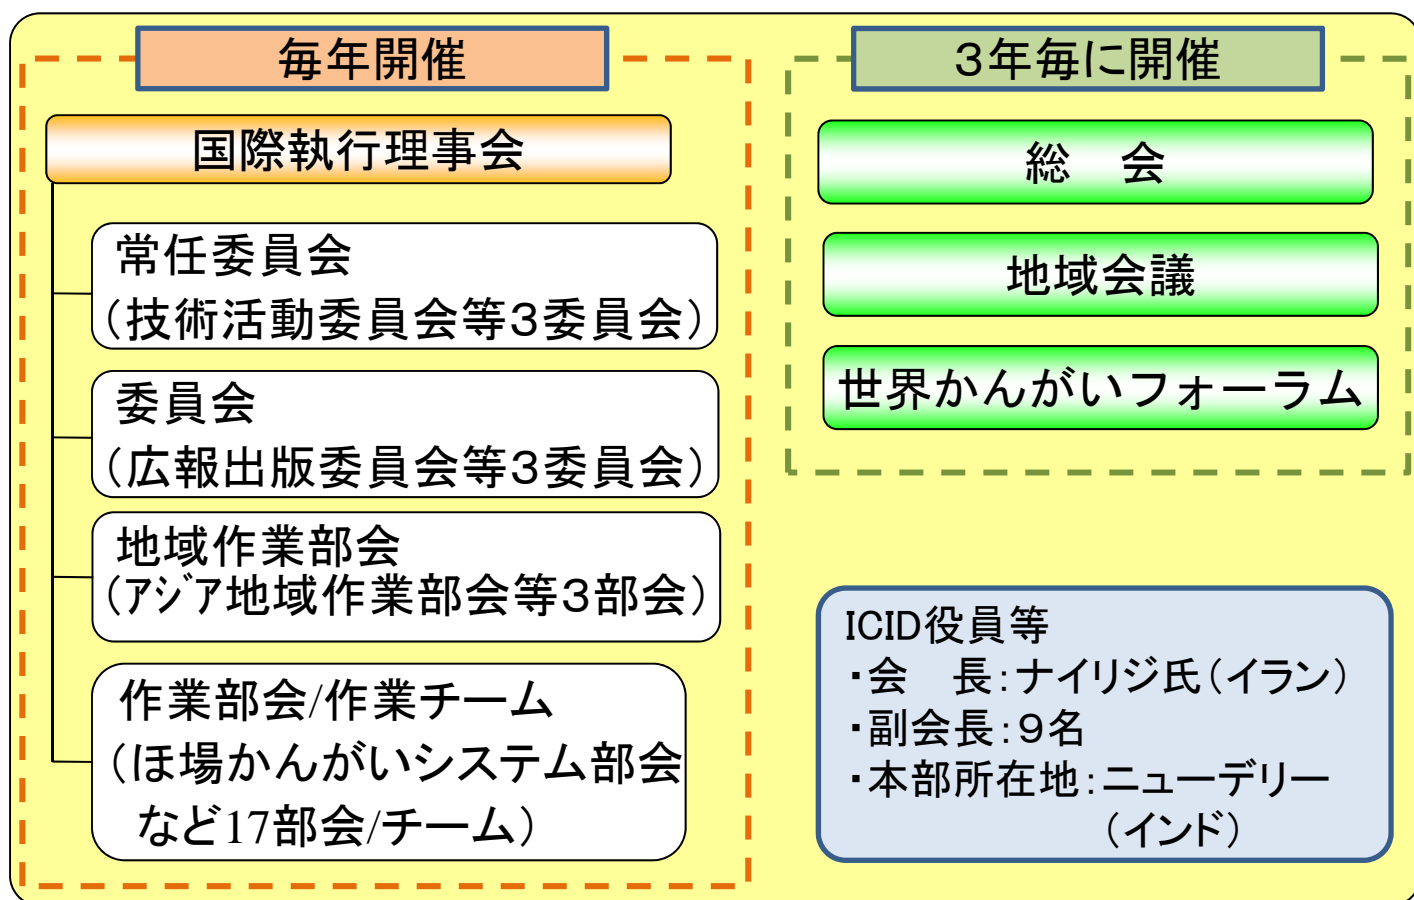 毎年開催
国際執行理事会
常任委員会
（技術活動委員会等３委員会）
委員会
（広報出版委員会等３委員会）
地域作業部会
（ｱｼﾞｱ地域作業部会等３部会）
作業部会/作業チーム
（ほ場かんがいシステム部会
など17部会/チーム）
３年毎に開催
総　会
地域会議
世界かんがいフォーラム
ICID役員等
・会　長：ナイリジ氏（イラン）
・副会長：９名
・本部所在地：ニューデリー
（インド）